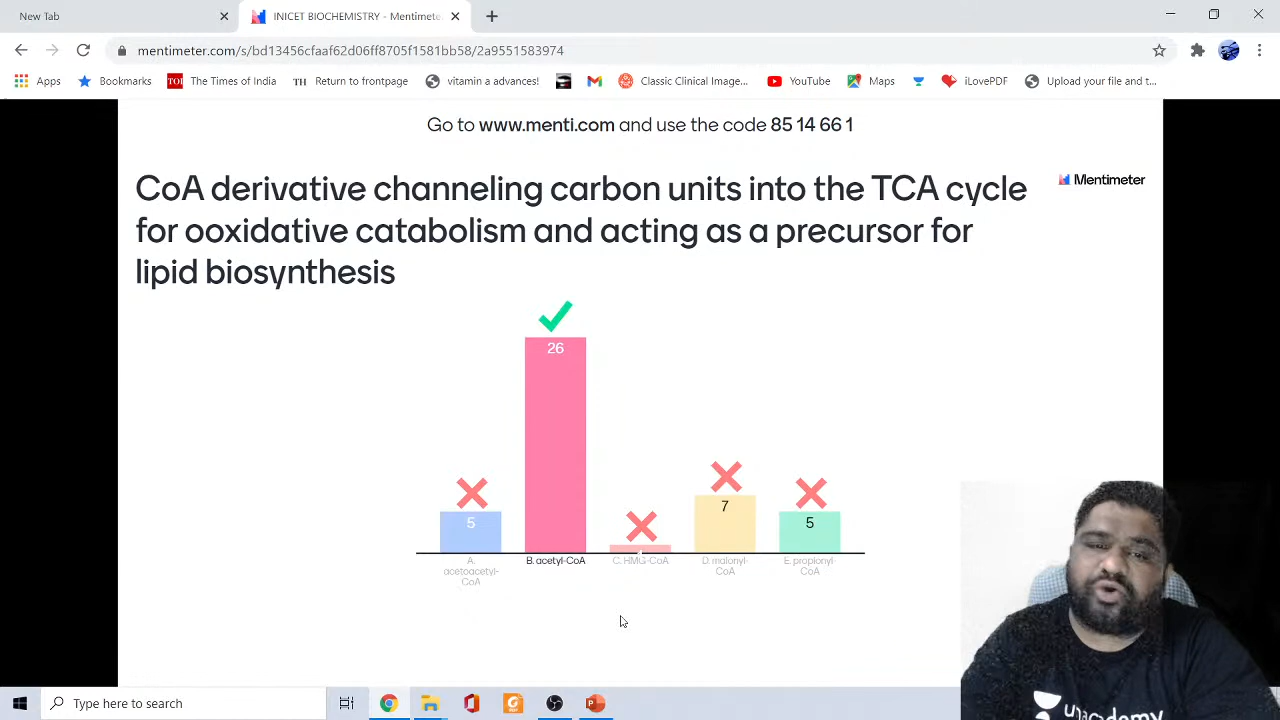 New Tab
INICET BIOCHEMISTRY - Mentimete
mentimeter.com/s/bd13456cfaaf62d06ff8705f1581bb58/2a9551583974
Apps
Bookmarks
TOI
The Times of India
TH
Return to frontpage
vitamin a advances!
Classic Clinical Image...
YouTube
Maps
iLovePDF
Upload your file and t...
Go to www.menti.com and use the code 85 14 66 1
CoA derivative channeling carbon units into the TCA cycle
for ooxidative catabolism and acting as a precursor for
lipid biosynthesis
Mentimeter
26
5
7
5
A.
acetoacetyl-
CoA
B. acetyl-CoA
C. HMG-CoA
D. malonyl-
CoA
E. propionyl-
CoA
unacademy
Type here to search